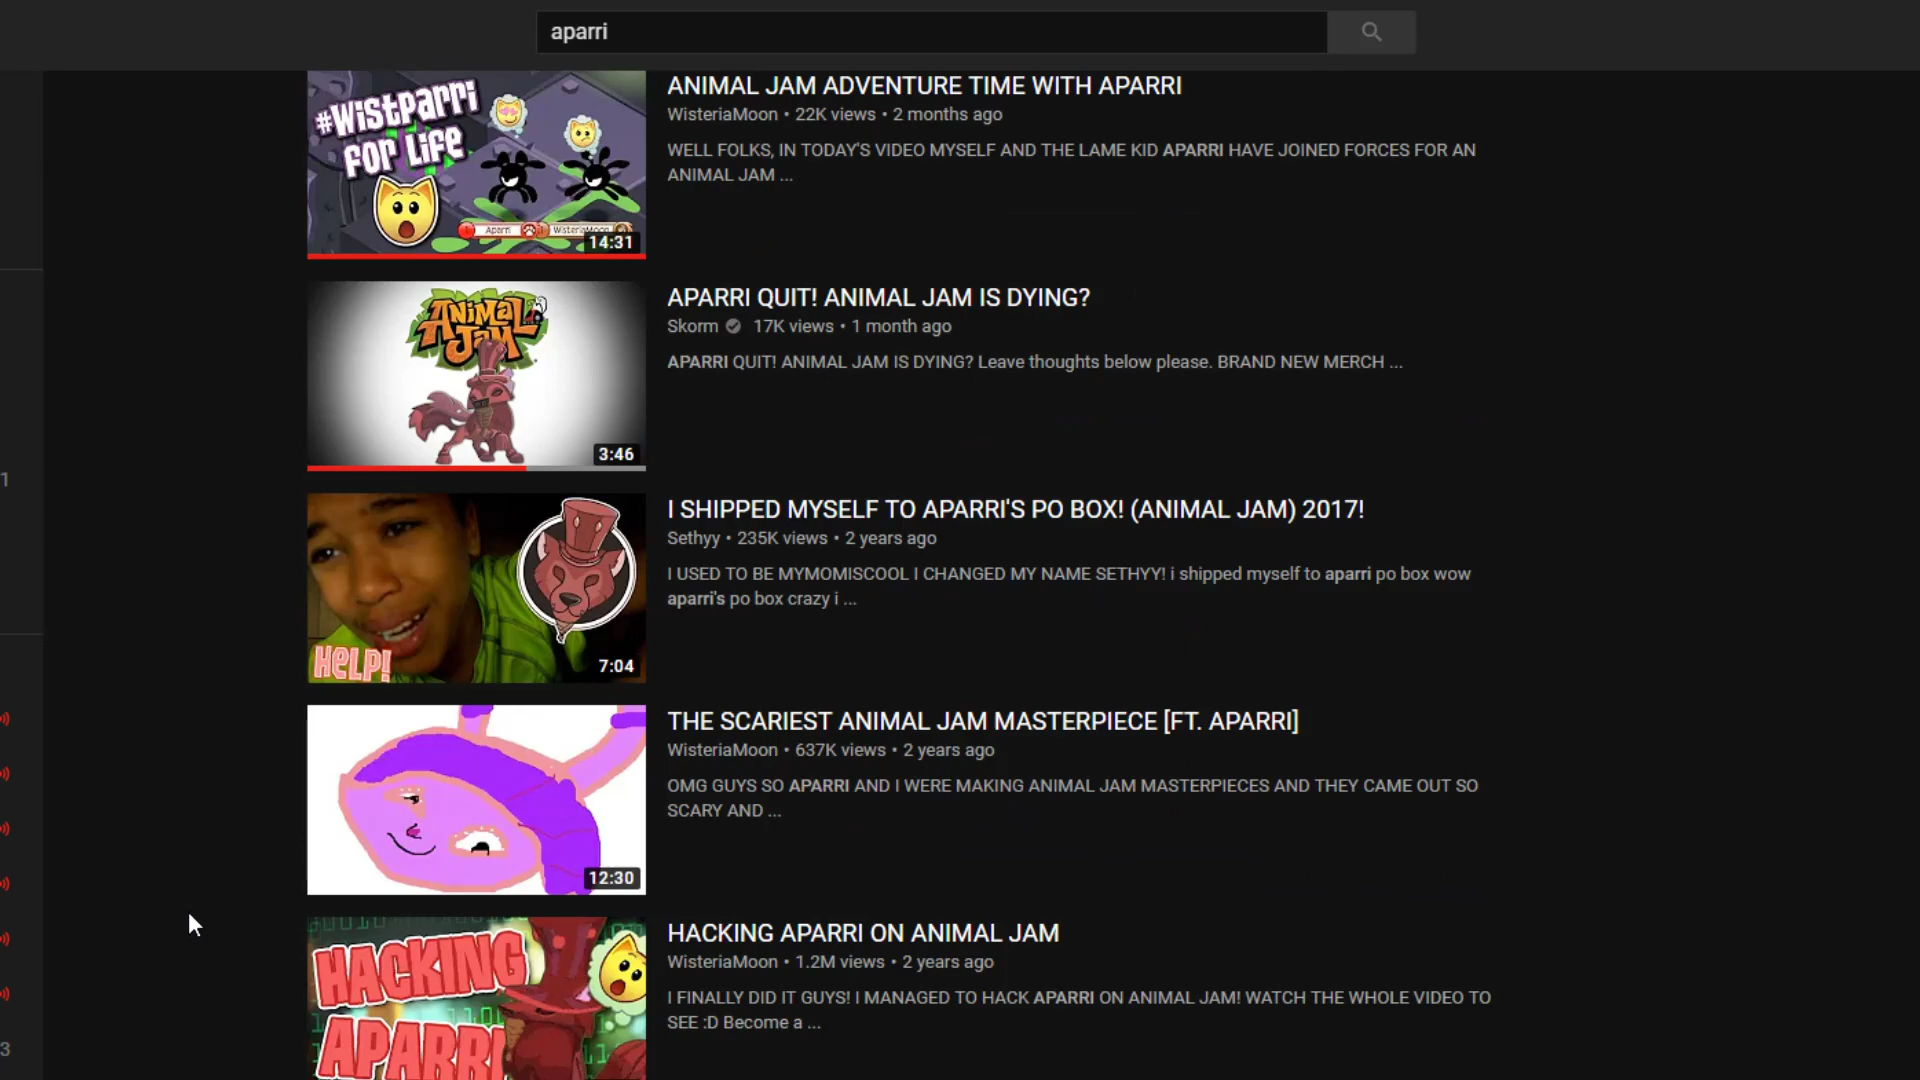 aparri
#WISTPARRI
FOR LIFE
Aparri
WisteriaMoon
14:31
ANIMAL JAM ADVENTURE TIME WITH APARRI
WisteriaMoon • 22K views • 2 months ago
WELL FOLKS, IN TODAY'S VIDEO MYSELF AND THE LAME KID APARRI HAVE JOINED FORCES FOR AN
ANIMAL JAM ...
ANIMAL
JAM
3:46
APARRI QUIT! ANIMAL JAM IS DYING?
Skorm 17K views • 1 month ago
APARRI QUIT! ANIMAL JAM IS DYING? Leave thoughts below please. BRAND NEW MERCH ...
1
HELP!
7:04
I SHIPPED MYSELF TO APARRI'S PO BOX! (ANIMAL JAM) 2017!
Sethyy • 235K views • 2 years ago
I USED TO BE MYMOMISCOOL I CHANGED MY NAME SETHYY! i shipped myself to aparri po box wow
aparri's po box crazy i ...
12:30
THE SCARIEST ANIMAL JAM MASTERPIECE [FT. APARRI]
WisteriaMoon • 637K views • 2 years ago
OMG GUYS SO APARRI AND I WERE MAKING ANIMAL JAM MASTERPIECES AND THEY CAME OUT SO
SCARY AND ...
HACKING
APARRI
HACKING APARRI ON ANIMAL JAM
WisteriaMoon • 1.2M views • 2 years ago
I FINALLY DID IT GUYS! I MANAGED TO HACK APARRI ON ANIMAL JAM! WATCH THE WHOLE VIDEO TO
SEE :D Become a ...
3